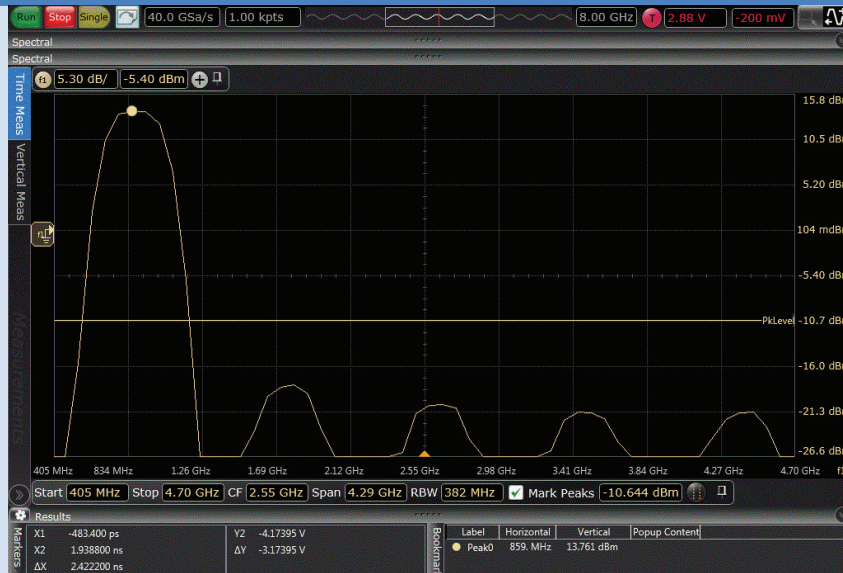 Run Stop Single 40.0 GSa/s 1.00 kpts 8.00 GHz T 2.88 V -200 mV
Spectral
Spectral
f1 5.30 dB/ -5.40 dBm
Time Meas
Vertical Meas
Measurements
15.8 dB
10.5 dB
5.20 dB
104 mdB
-5.40 dB
PkLevel -10.7 dB
-16.0 dB
-21.3 dB
-26.6 dB
405 MHz 834 MHz 1.26 GHz 1.69 GHz 2.12 GHz 2.55 GHz 2.98 GHz 3.41 GHz 3.84 GHz 4.27 GHz 4.70 GHz f1
Start 405 MHz Stop 4.70 GHz CF 2.55 GHz Span 4.29 GHz RBW 382 MHz Mark Peaks -10.644 dBm
Results
Markers
X1 -483.400 ps Y2 -4.17395 V
X2 1.938800 ns ΔY -3.17395 V
ΔX 2.422200 ns
Bookmar
Label Horizontal Vertical Popup Content
Peak0 859. MHz 13.761 dBm